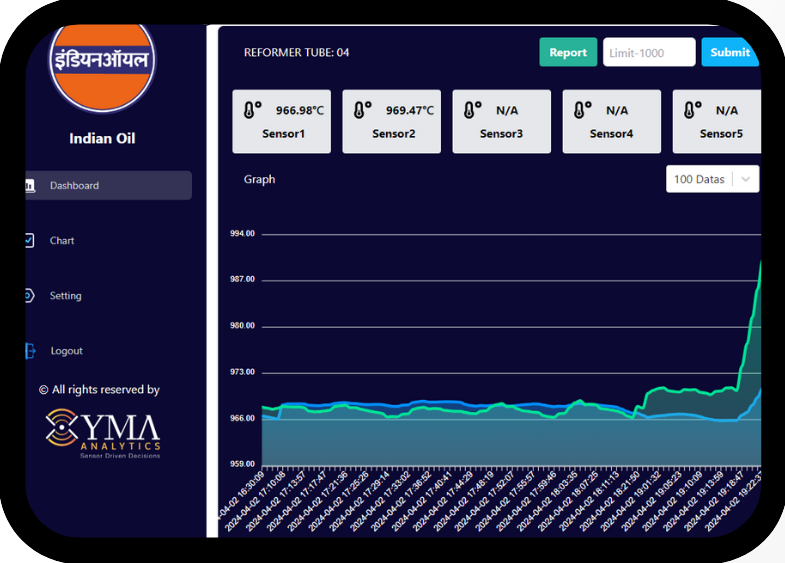 इंडियनऑयल
Indian Oil
Dashboard
Chart
Setting
Logout
© All rights reserved by
XYMA
ANALYTICS
Sensor Driven Decisions
REFORMER TUBE: 04
Report
Limit-1000
Submit
966.98°C
Sensor1
969.47°C
Sensor2
N/A
Sensor3
N/A
Sensor4
N/A
Sensor5
Graph
100 Datas
994.00
987.00
980.00
973.00
966.00
959.00
-04-02 16:30:09
2024-04-02 17:10:08
2024-04-02 17:13:57
2024-04-02 17:17:47
2024-04-02 17:21:36
2024-04-02 17:25:26
2024-04-02 17:29:14
2024-04-02 17:33:02
2024-04-02 17:36:52
2024-04-02 17:40:41
2024-04-02 17:44:29
2024-04-02 17:48:19
2024-04-02 17:52:07
2024-04-02 17:55:57
2024-04-02 17:59:46
2024-04-02 18:03:35
2024-04-02 18:07:25
2024-04-02 18:11:13
2024-04-02 18:21:50
2024-04-02 19:01:32
2024-04-02 19:05:23
2024-04-02 19:10:09
2024-04-02 19:13:59
2024-04-02 19:18:47
2024-04-02 19:22:37